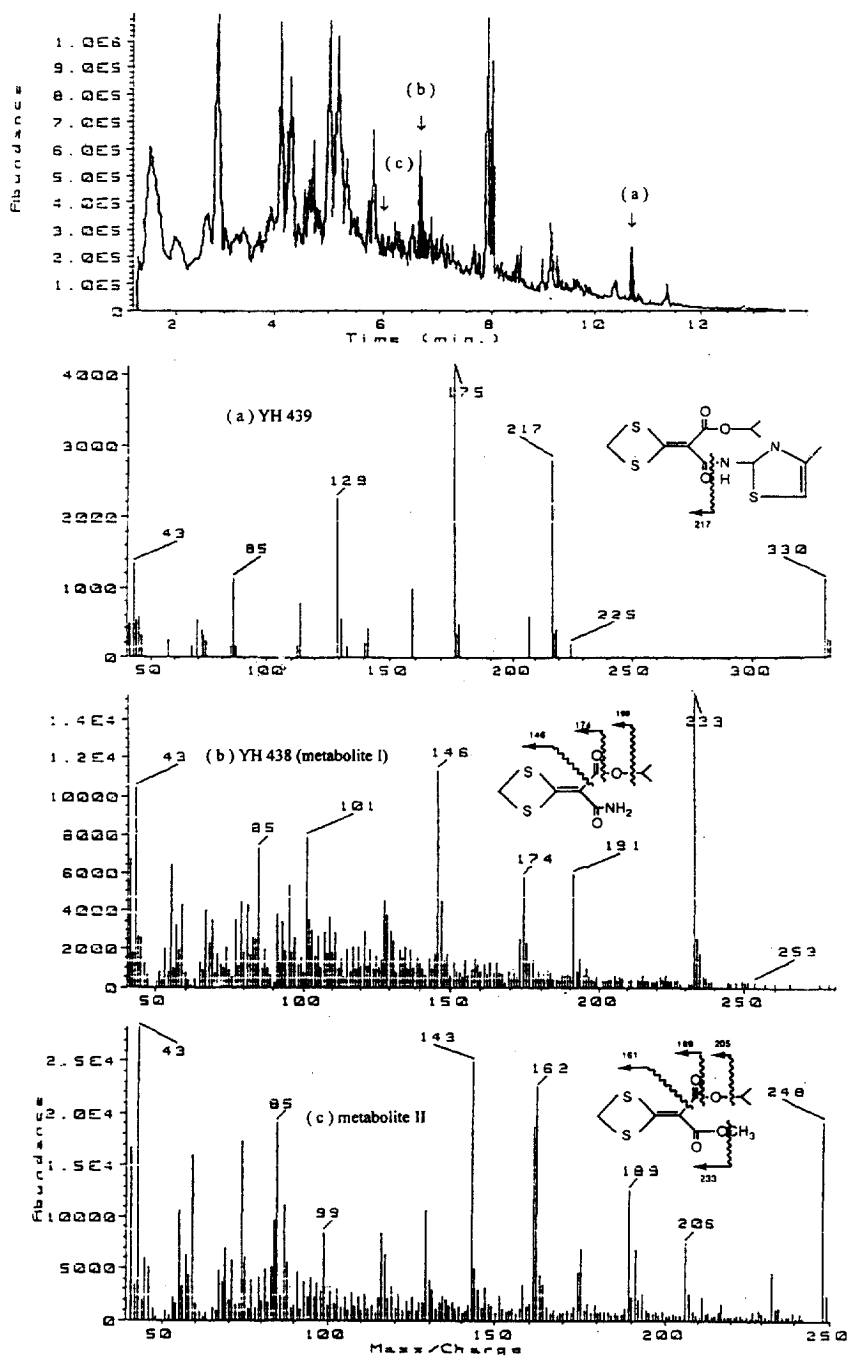 1.0E6
9.0E5
8.0E5
7.0E5
6.0E5
5.0E5
4.0E5
3.0E5
2.0E5
1.0E5
0
Abundance
(b)
(c)
(a)
2 4 6 8 10 12
Time (min.)
4000
3000
2000
1000
0
(a) YH 439
43
85
129
175
217
225
330
S
S
O
O
O
N
H
N
S
217
50 100 150 200 250 300
1.4E4
1.2E4
10000
8000
6000
4000
2000
0
(b) YH 438 (metabolite I)
43
85
101
146
174
191
233
253
146
174
S
S
O
O
O
NH2
50 100 150 200 250
2.5E4
2.0E4
1.5E4
10000
5000
0
Abundance
(c) metabolite II
43
85
99
143
162
189
206
248
161
189
205
S
S
O
O
O
OCH3
233
50 100 150 200 250
Mass/Charge